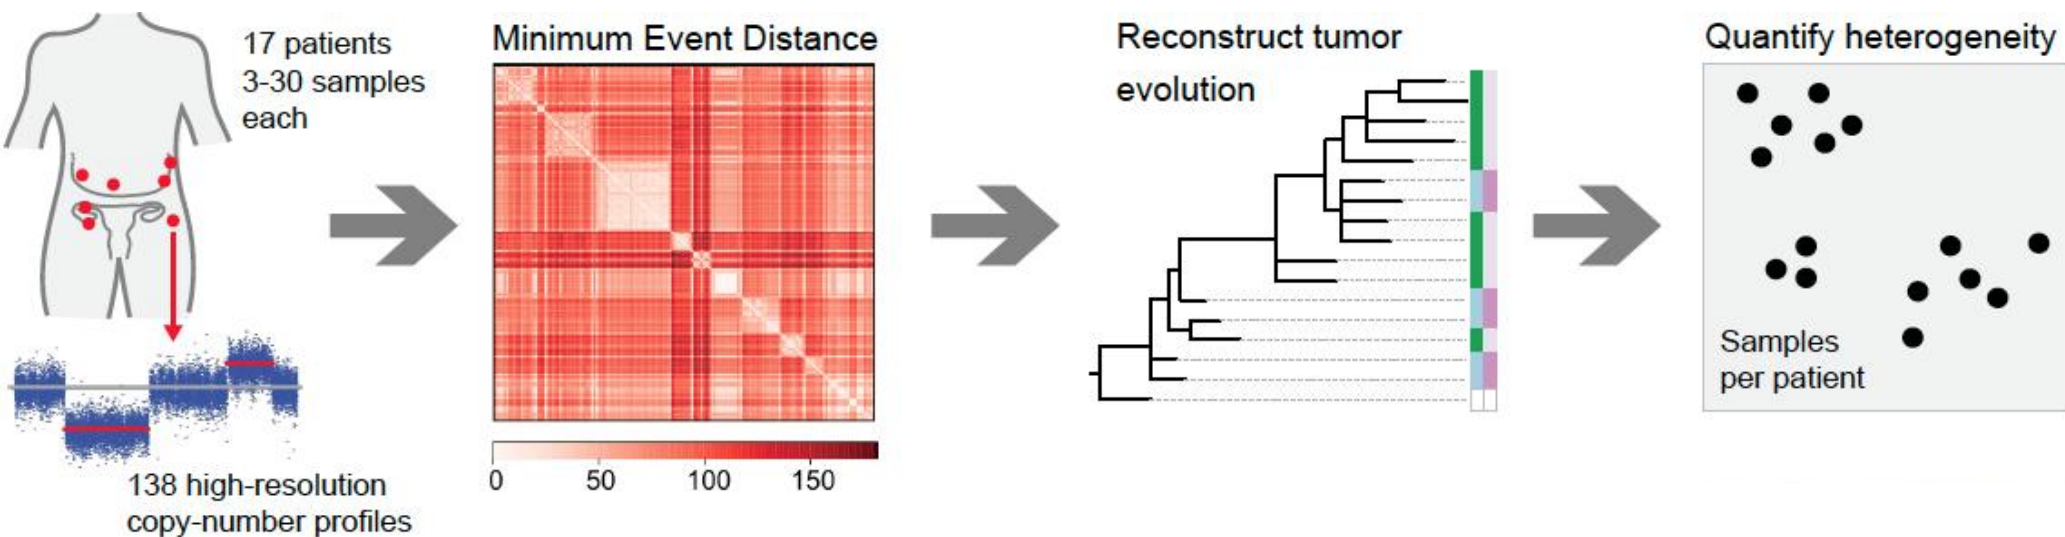 17 patients
3-30 samples
each
138 high-resolution
copy-number profiles
Minimum Event Distance
0 50 100 150
Reconstruct tumor
evolution
Quantify heterogeneity
Samples
per patient